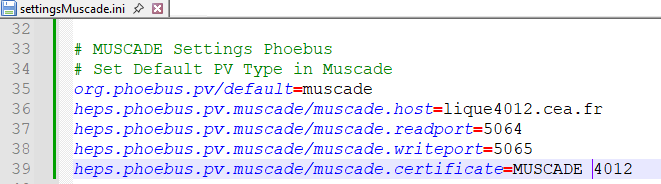 settingsMuscade.ini
32
33 # MUSCADE Settings Phoebus
34 # Set Default PV Type in Muscade
35 org.phoebus.pv/default=muscade
36 heps.phoebus.pv.muscade/muscade.host=lique4012.cea.fr
37 heps.phoebus.pv.muscade/muscade.readport=5064
38 heps.phoebus.pv.muscade/muscade.writeport=5065
39 heps.phoebus.pv.muscade/muscade.certificate=MUSCADE 4012